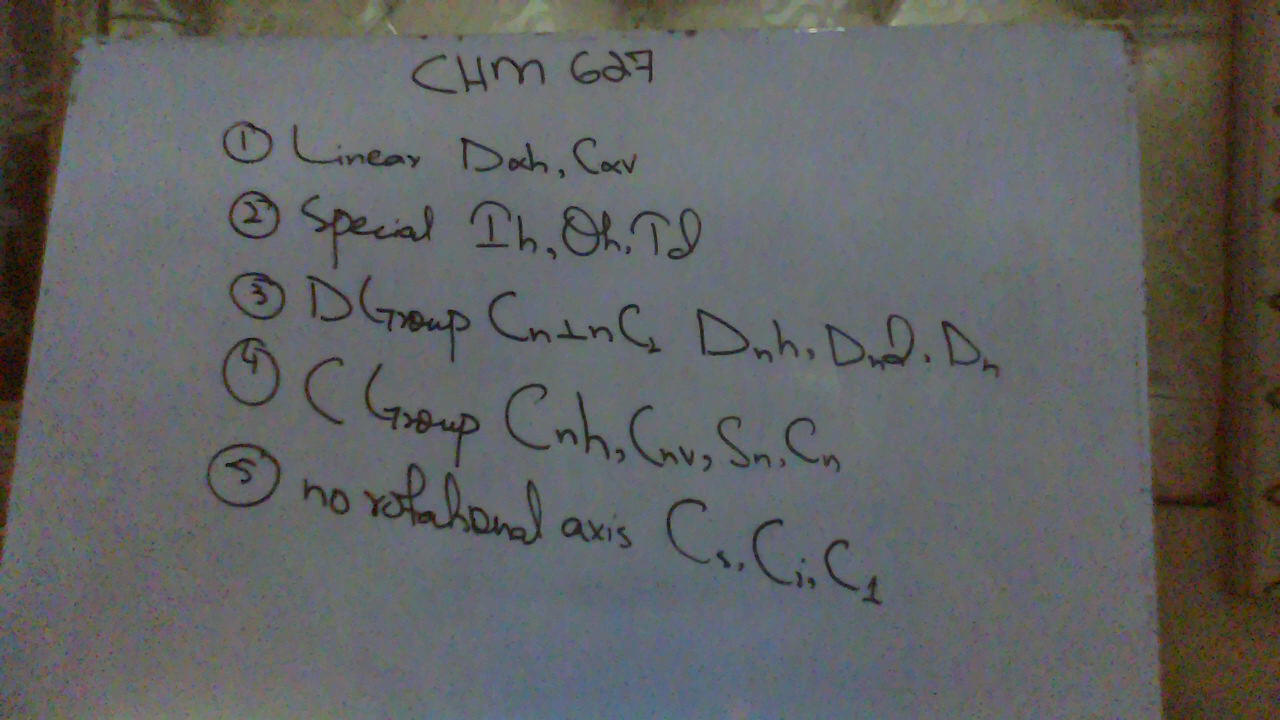 CHM 627
① Linear D∝h, C∝v
② Special Ih, Oh, Td
③ D Group Cn⊥nC₂ Dnh, Dnd, Dn
④ C Group Cnh, Cnv, Sn, Cn
⑤ no rotational axis Cs, Ci, C1